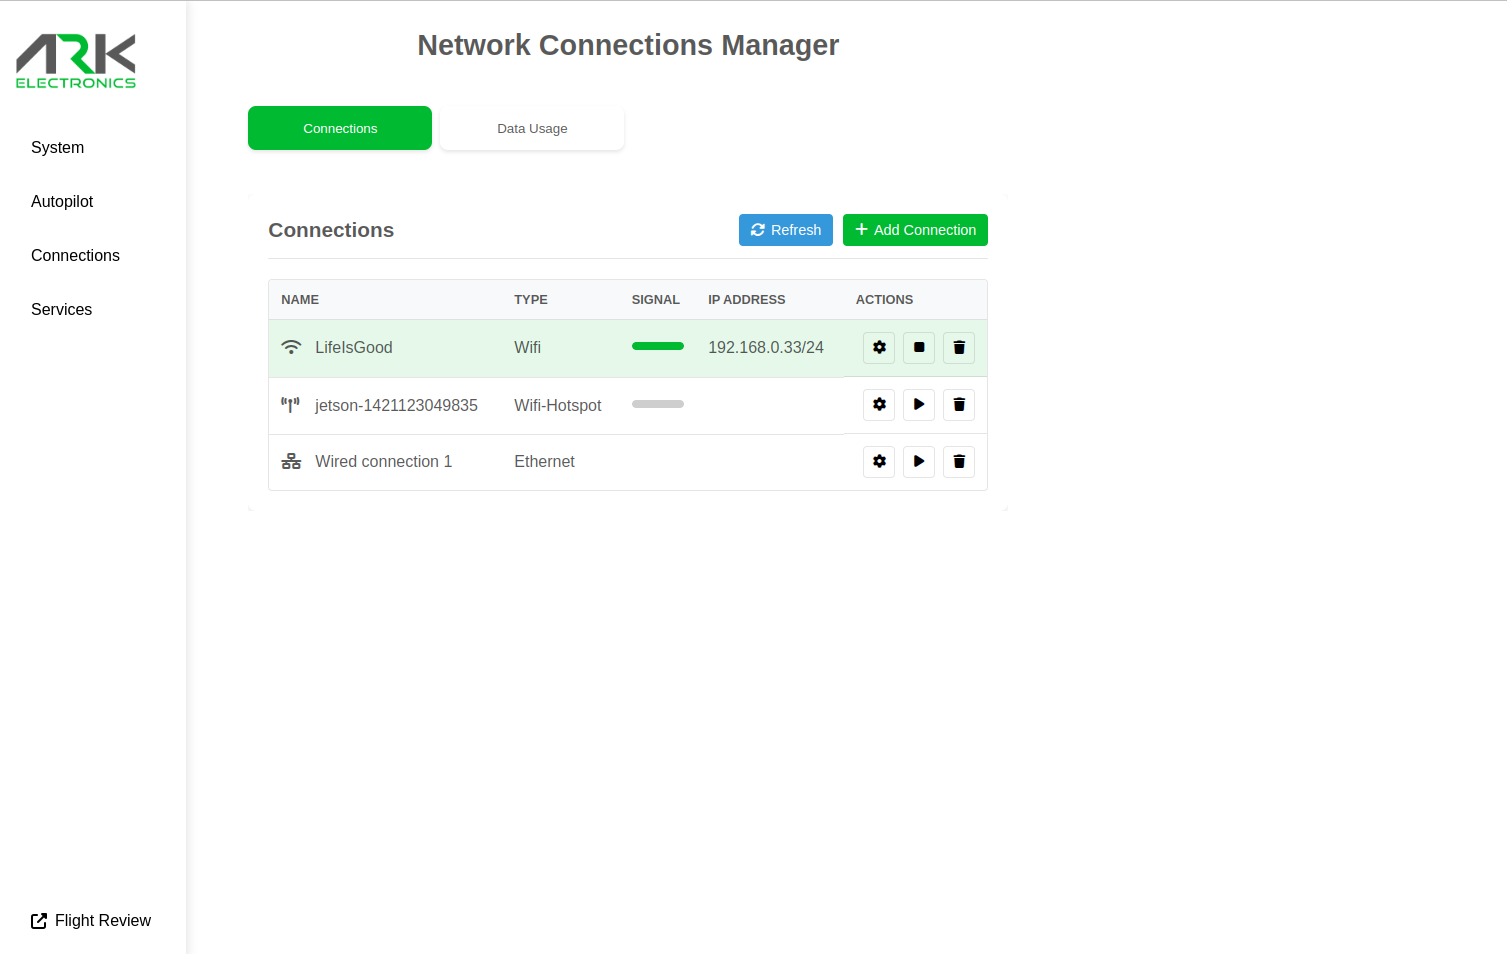 ARK
ELECTRONICS
System
Autopilot
Connections
Services
Flight Review
Network Connections Manager
Connections Data Usage
Connections Refresh Add Connection
NAME TYPE SIGNAL IP ADDRESS ACTIONS
LifeIsGood Wifi 192.168.0.33/24
jetson-1421123049835 Wifi-Hotspot
Wired connection 1 Ethernet